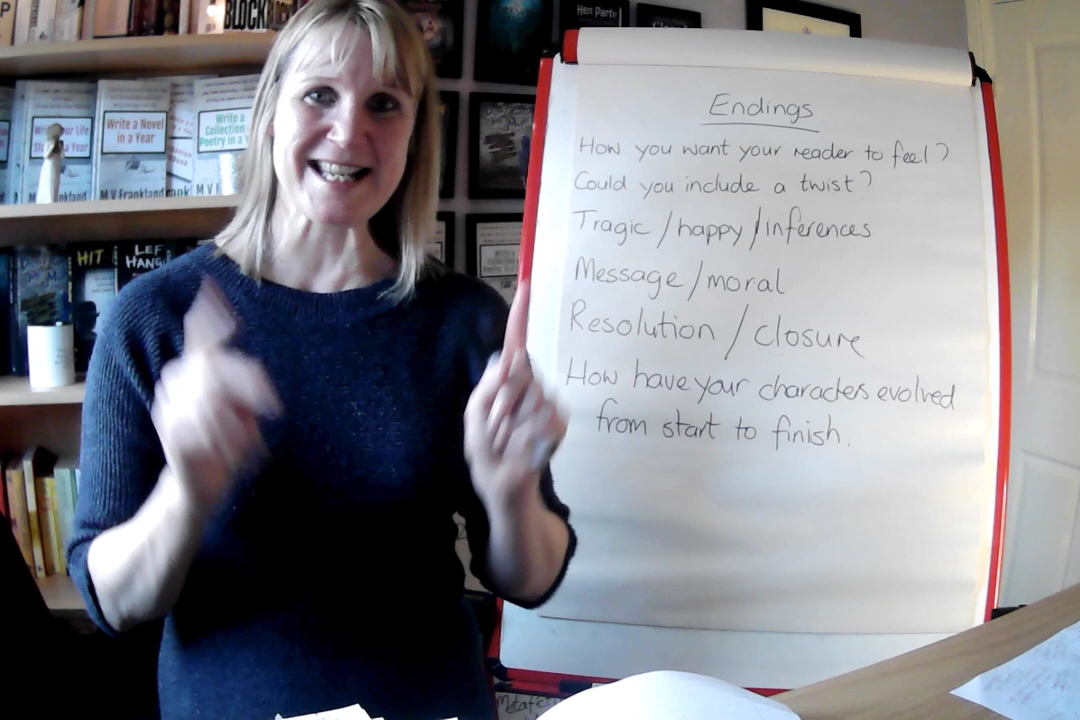 BLOCKB
Hen Party
Write a Novel
in a Year
Write a
Collection
Poetry in a
M V Frankland
HIT
LEF
HANG
Endings
How you want your reader to feel?
Could you include a twist?
Tragic / happy / inferences
Message / moral
Resolution / closure
How have your characters evolved
from start to finish.